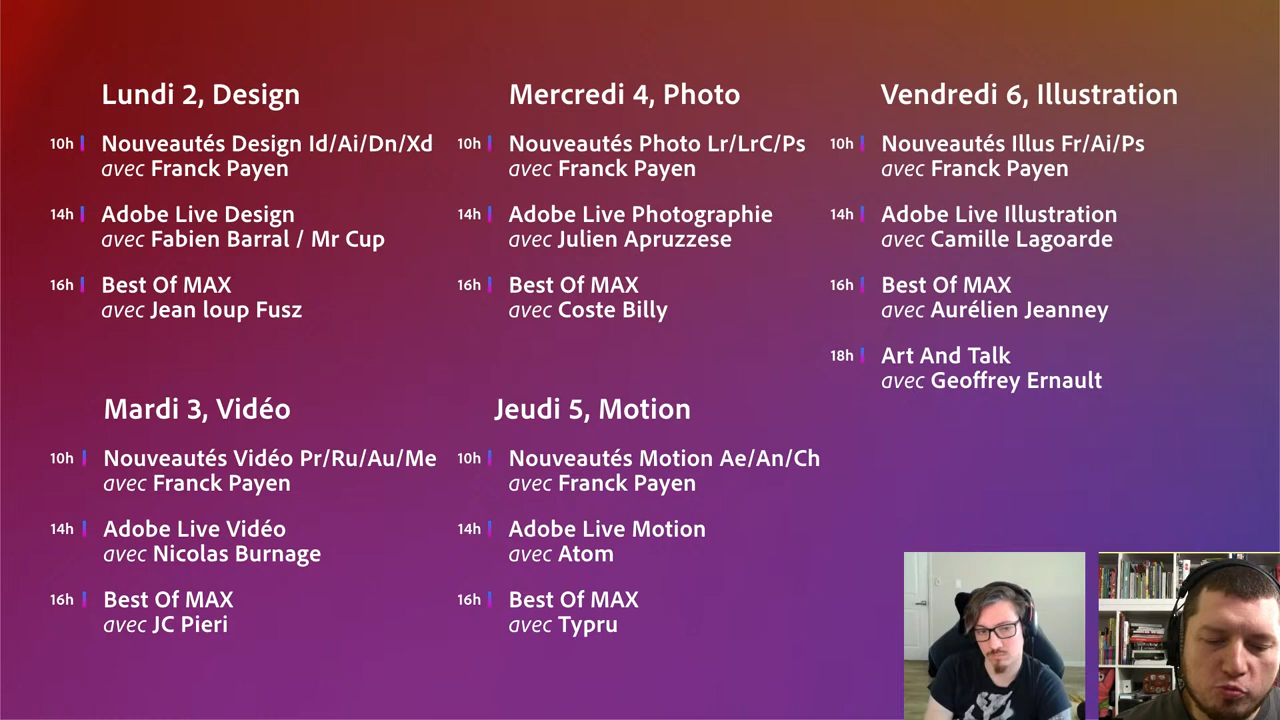 Lundi 2, Design
10h Nouveautés Design Id/Ai/Dn/Xd
avec Franck Payen
14h Adobe Live Design
avec Fabien Barral / Mr Cup
16h Best Of MAX
avec Jean loup Fusz
Mardi 3, Vidéo
10h Nouveautés Vidéo Pr/Ru/Au/Me
avec Franck Payen
14h Adobe Live Vidéo
avec Nicolas Burnage
16h Best Of MAX
avec JC Pieri
Mercredi 4, Photo
10h Nouveautés Photo Lr/LrC/Ps
avec Franck Payen
14h Adobe Live Photographie
avec Julien Apruzzese
16h Best Of MAX
avec Coste Billy
Jeudi 5, Motion
10h Nouveautés Motion Ae/An/Ch
avec Franck Payen
14h Adobe Live Motion
avec Atom
16h Best Of MAX
avec Typru
Vendredi 6, Illustration
10h Nouveautés Illus Fr/Ai/Ps
avec Franck Payen
14h Adobe Live Illustration
avec Camille Lagoarde
16h Best Of MAX
avec Aurélien Jeanney
18h Art And Talk
avec Geoffrey Ernault